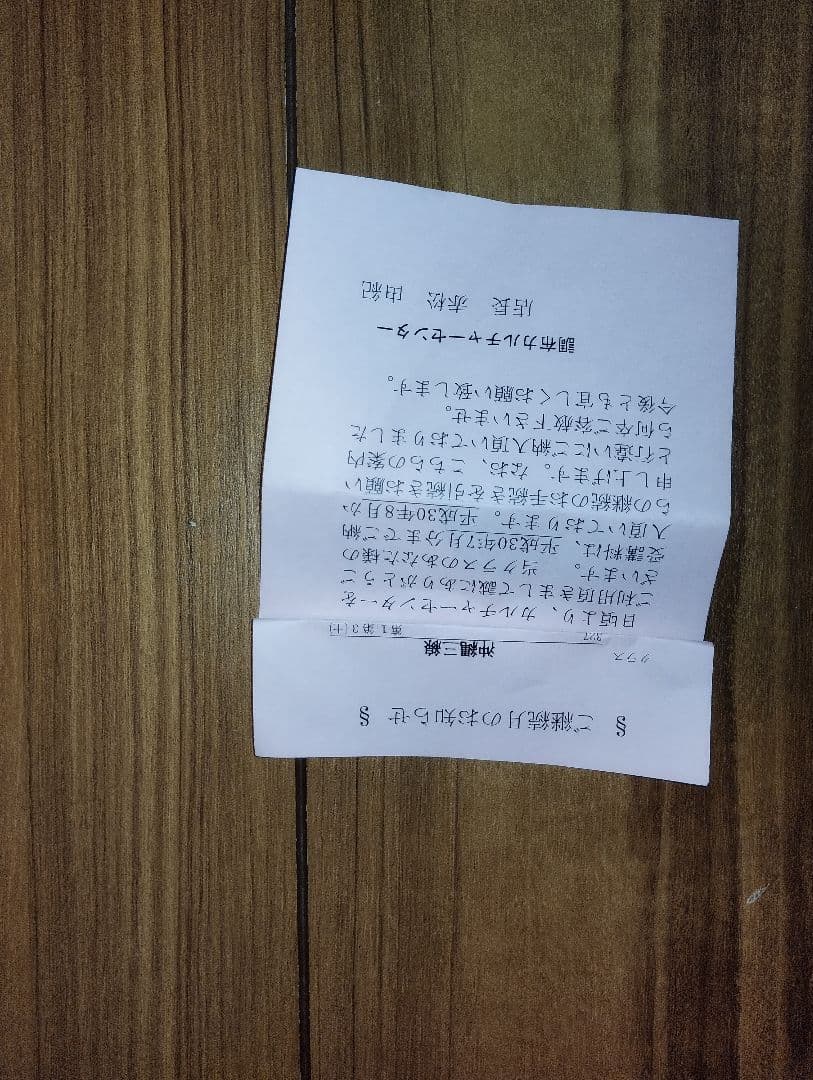 § ご継続月のお知らせ §
クラス
沖縄三線
327 第1第3(土)
日頃より、カルチャーセンターを
ご利用頂きまして誠にありがとうご
ざいます。 当クラスのあなた様の
受講料は、平成30年7月分までご納
入頂いております。平成30年8月か
らの継続のお手続きを引続きお願い
申し上げます。なお、こちらの案内
と行違いにご納入頂いておりました
ら何卒ご容赦下さいませ。
今後とも宜しくお願い致します。
調布カルチャーセンター
店長 赤松 由紀